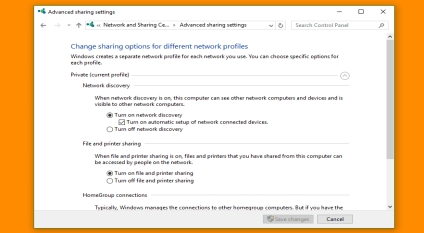 Advanced sharing settings
« Network and Sharing Ce... › Advanced sharing settings
Search Control Panel
Change sharing options for different network profiles
Windows creates a separate network profile for each network you use. You can choose specific options for
each profile.
Private (current profile)
Network discovery
When network discovery is on, this computer can see other network computers and devices and is
visible to other network computers.
Turn on network discovery
Turn on automatic setup of network connected devices.
Turn off network discovery
File and printer sharing
When file and printer sharing is on, files and printers that you have shared from this computer can
be accessed by people on the network.
Turn on file and printer sharing
Turn off file and printer sharing
HomeGroup connections
Typically, Windows manages the connections to other homegroup computers. But if you have the
Save changes
Cancel